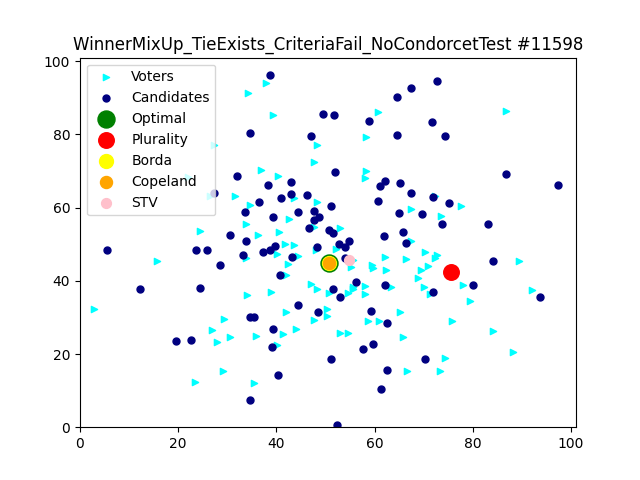 WinnerMixUp_TieExists_CriteriaFail_NoCondorcetTest #11598
100
80
60
40
20
0
Voters
Candidates
Optimal
Plurality
Borda
Copeland
STV
0 20 40 60 80 100